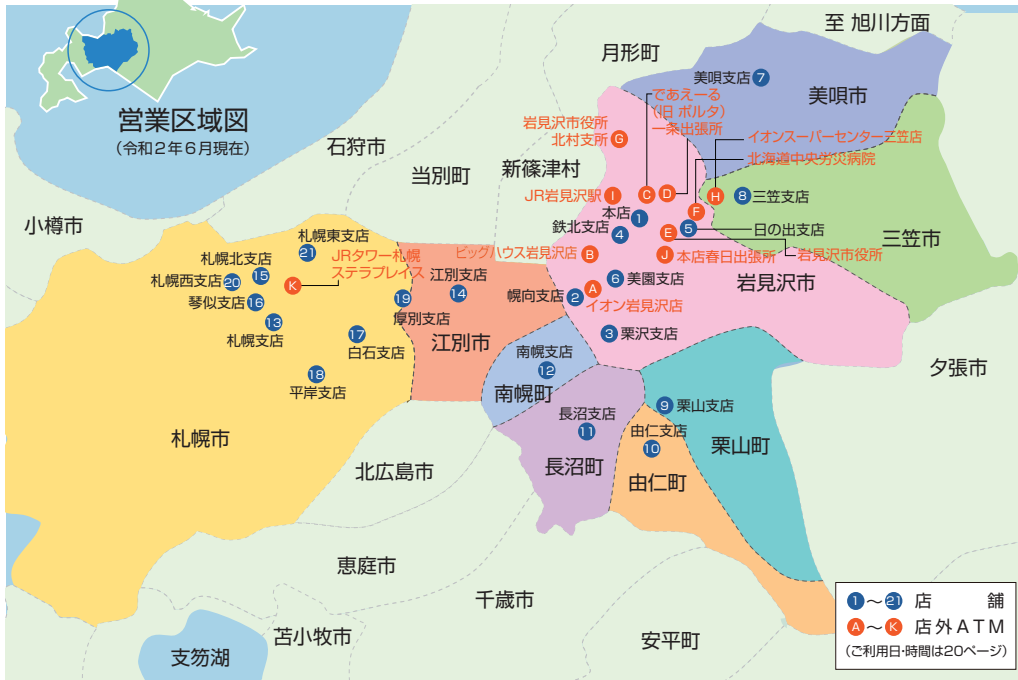 営業区域図
(令和2年6月現在)
至 旭川方面
月形町
美唄支店 7
美唄市
であえーる
(旧 ポルタ)
一条出張所
岩見沢市役所
北村支所 G
イオンスーパーセンター三笠店
北海道中央労災病院
石狩市
当別町
新篠津村
JR岩見沢駅 I
C
D
F
H
8 三笠支店
三笠市
本店
1
鉄北支店
4
5 日の出支店
E
小樽市
札幌東支店
21
JRタワー札幌
ステラプレイス
K
札幌北支店
15
札幌西支店 20
琴似支店 16
13
札幌支店
ビッグハウス岩見沢店 B
J 本店春日出張所
岩見沢市役所
岩見沢市
江別支店
14
19
厚別支店
幌向支店 2
6 美園支店
A
イオン岩見沢店
17
白石支店
江別市
3 栗沢支店
南幌支店
12
南幌町
18
平岸支店
夕張市
札幌市
9 栗山支店
長沼支店
11
由仁支店
10
栗山町
北広島市
長沼町
由仁町
恵庭市
千歳市
苫小牧市
安平町
支笏湖
1～21 店舗
A～K 店外ATM
(ご利用日・時間は20ページ)